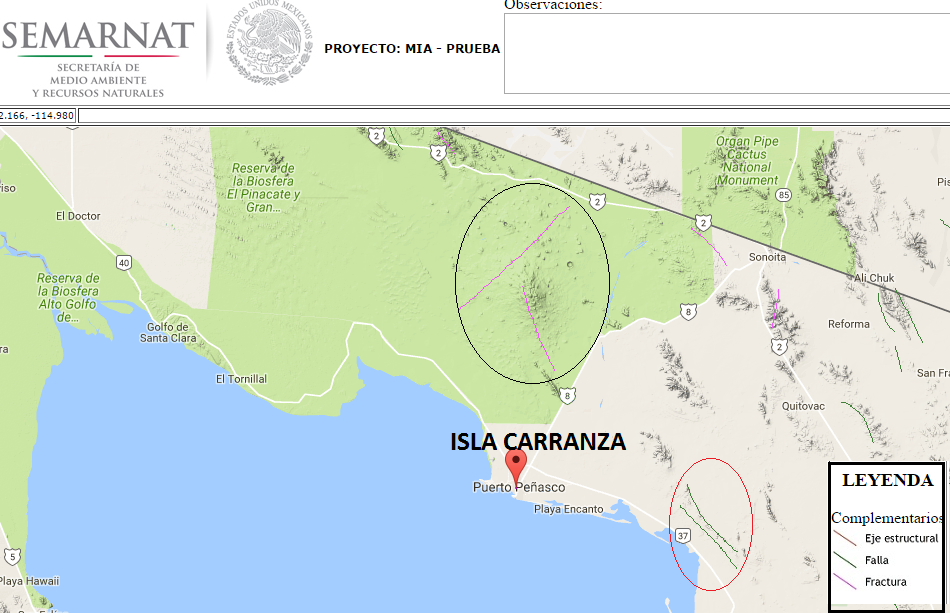 Observaciones:
SEMARNAT
SECRETARÍA DE
MEDIO AMBIENTE
Y RECURSOS NATURALES
ESTADOS UNIDOS MEXICANOS
PROYECTO: MIA - PRUEBA
2.166, -114.980
2
2
Organ Pipe
Cactus
National
Monument
Reserva de
la Biosfera
El Pinacate y
Gran...
85
2
El Doctor
2
40
Sonoita
Ali Chuk
Reserva de
la Biosfera
Alto Golfo
de...
8
Golfo de
Santa Clara
Reforma
2
El Tornillal
San Fra
8
Quitovac
ISLA CARRANZA
Puerto Peñasco
Playa Encanto
37
5
Playa Hawaii
LEYENDA
Complementarios
Eje estructural
Falla
Fractura